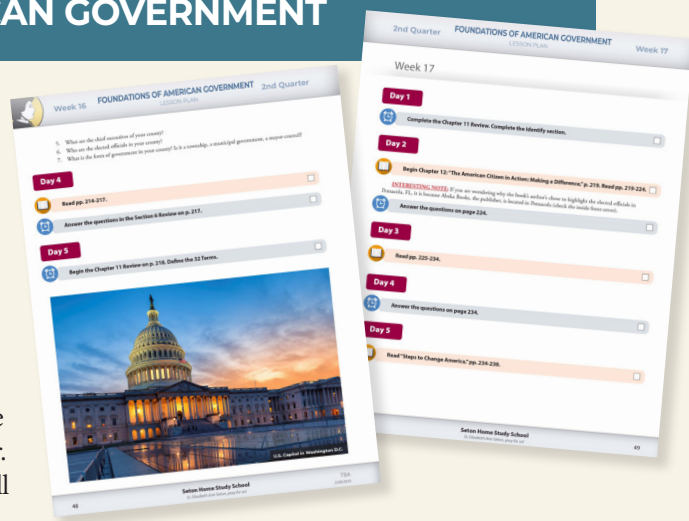 CAN GOVERNMENT
Week 16 FOUNDATIONS OF AMERICAN GOVERNMENT 2nd Quarter
LESSON PLAN
5. What are the chief executives of your county?
6. Who are the elected officials in your county?
7. What is the form of government in your county? Is it a township, a municipal government, a mayor-council?
Day 4
Read pp. 214-217.
Answer the questions in the Section 6 Review on p. 217.
Day 5
Begin the Chapter 11 Review on p. 218. Define the 32 Terms.
U.S. Capitol in Washington D.C.
48
Seton Home Study School
2nd Quarter FOUNDATIONS OF AMERICAN GOVERNMENT Week 17
LESSON PLAN
Week 17
Day 1
Complete the Chapter 11 Review. Complete the Identify section.
Day 2
Begin Chapter 12: "The American Citizen in Action: Making a Difference," p. 219. Read pp. 219-224.
INTERESTING NOTE: If you are wondering why the book's author's chose to highlight the elected officials in
Pensacola, FL, it is because Abeka Books, the publisher, is located in Pensacola (check the inside front cover).
Answer the questions on page 224.
Day 3
Read pp. 225-234.
Day 4
Answer the questions on page 234.
Day 5
Read "Steps to Change America," pp. 234-238.
Seton Home Study School
49